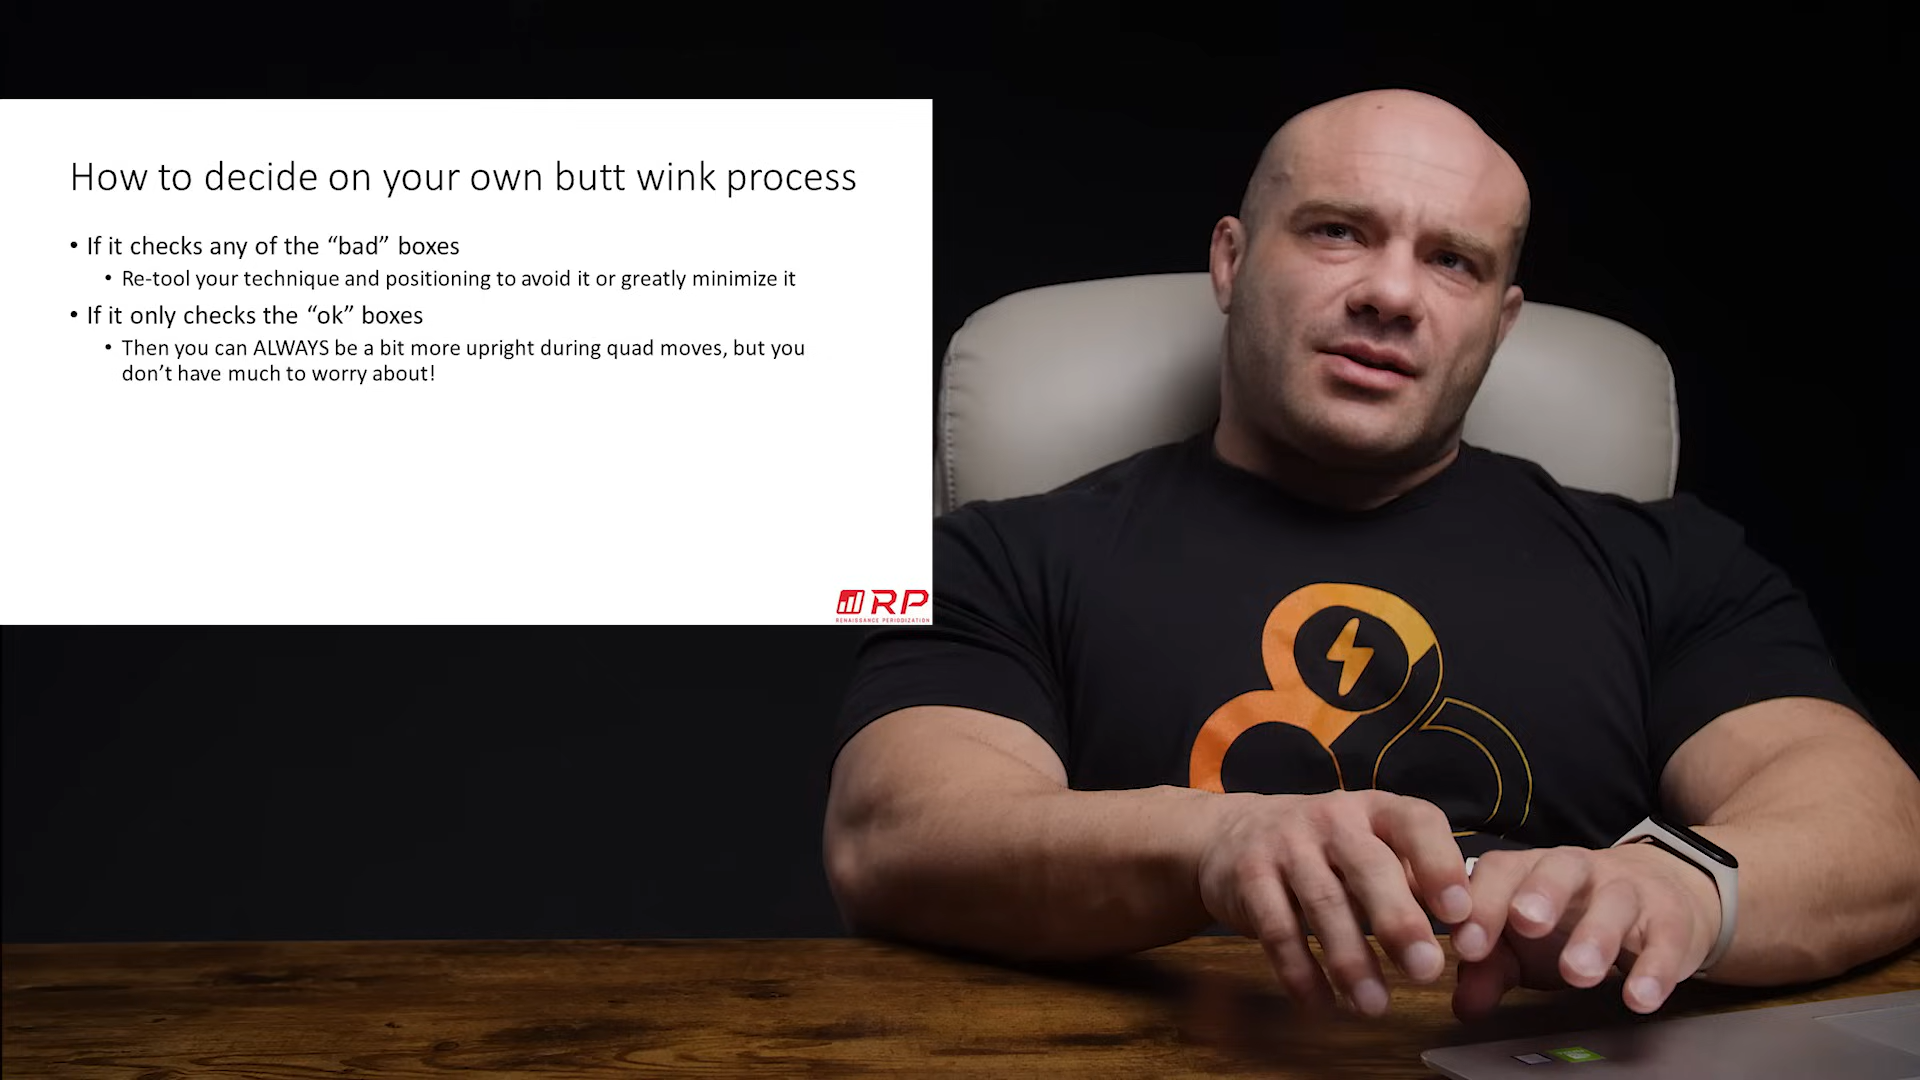 How to decide on your own butt wink process
• If it checks any of the “bad” boxes
• Re-tool your technique and positioning to avoid it or greatly minimize it
• If it only checks the “ok” boxes
• Then you can ALWAYS be a bit more upright during quad moves, but you
don’t have much to worry about!
RP
RENAISSANCE PERIODIZATION